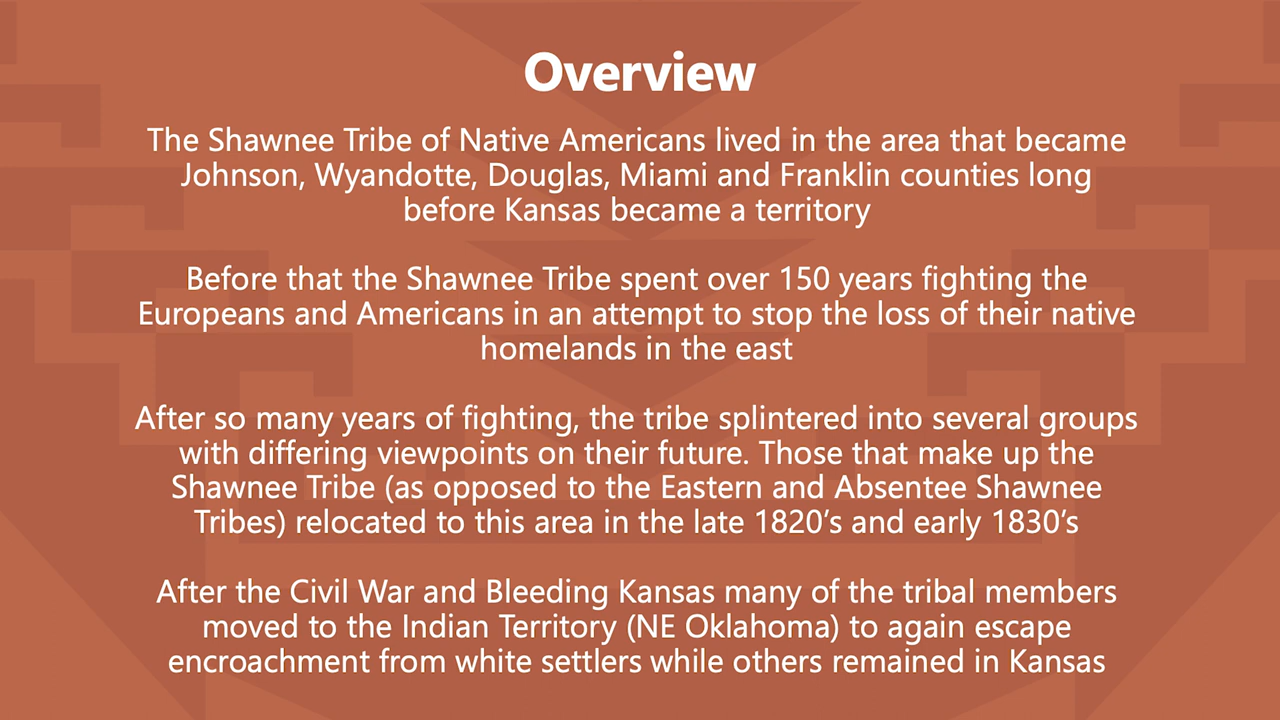 Overview
The Shawnee Tribe of Native Americans lived in the area that became
Johnson, Wyandotte, Douglas, Miami and Franklin counties long
before Kansas became a territory
Before that the Shawnee Tribe spent over 150 years fighting the
Europeans and Americans in an attempt to stop the loss of their native
homelands in the east
After so many years of fighting, the tribe splintered into several groups
with differing viewpoints on their future. Those that make up the
Shawnee Tribe (as opposed to the Eastern and Absentee Shawnee
Tribes) relocated to this area in the late 1820’s and early 1830’s
After the Civil War and Bleeding Kansas many of the tribal members
moved to the Indian Territory (NE Oklahoma) to again escape
encroachment from white settlers while others remained in Kansas